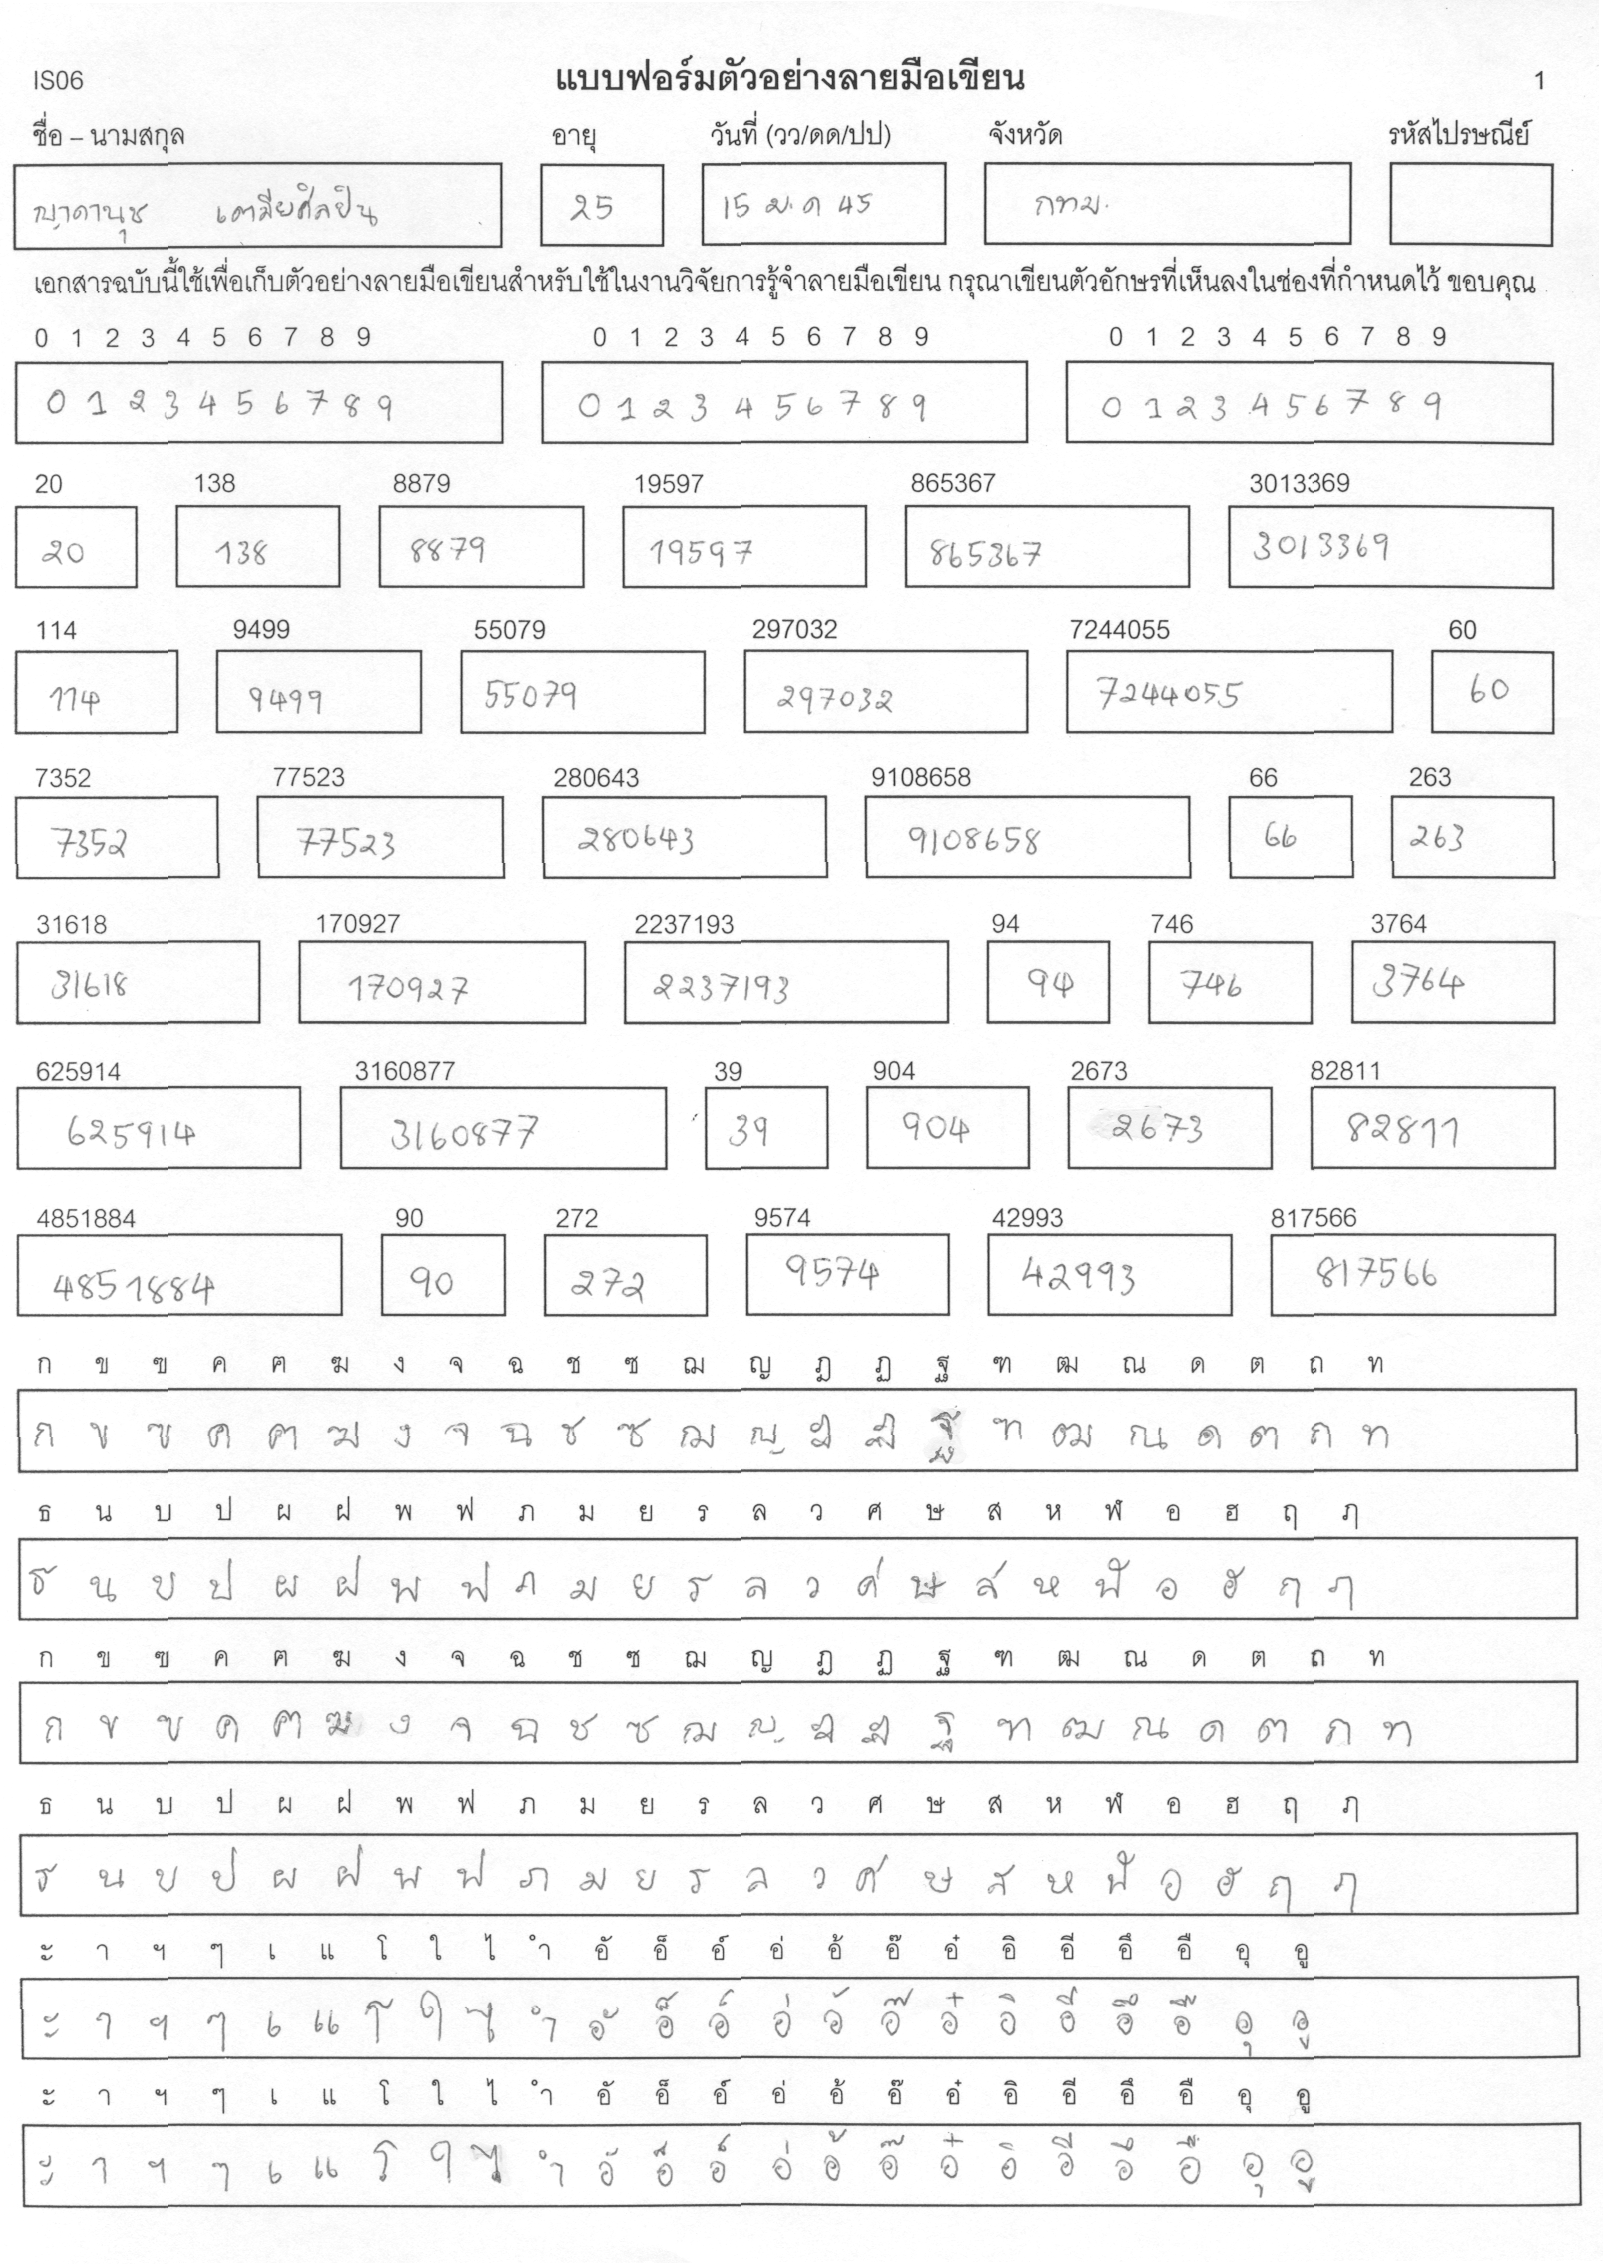 IS06 แบบฟอร์มตัวอย่างลายมือเขียน 1
ชื่อ – นามสกุล อายุ วันที่ (วว/ดด/ปป) จังหวัด รหัสไปรษณีย์
ญาดานุช 25 15 ม.ค 45 กทม.
เอกสารฉบับนี้ใช้เพื่อเก็บตัวอย่างลายมือเขียนสำหรับใช้ในงานวิจัยการรู้จำลายมือเขียน กรุณาเขียนตัวอักษรที่เห็นลงในช่องที่กำหนดไว้ ขอบคุณ
0 1 2 3 4 5 6 7 8 9 0 1 2 3 4 5 6 7 8 9 0 1 2 3 4 5 6 7 8 9
0 1 2 3 4 5 6 7 8 9 0 1 2 3 4 5 6 7 8 9 0 1 2 3 4 5 6 7 8 9
20 138 8879 19597 865367 3013369
20 138 8879 19597 865367 3013369
114 9499 55079 297032 7244055 60
114 9499 55079 297032 7244055 60
7352 77523 280643 9108658 66 263
7352 77523 280643 9108658 66 263
31618 170927 2237193 94 746 3764
31618 170927 2237193 94 746 3764
625914 3160877 39 904 2673 82811
625914 3160877 39 904 2673 82811
4851884 90 272 9574 42993 817566
4851884 90 272 9574 42993 817566
ก ข ฃ ค ฅ ฆ ง จ ฉ ช ซ ฌ ญ ฎ ฏ ฐ ฑ ฒ ณ ด ต ถ ท
ก ข ฃ ค ฅ ฆ ง จ ฉ ช ซ ฌ ญ ฎ ฏ ฐ ฑ ฒ ณ ด ต ถ ท
ธ น บ ป ผ ฝ พ ฟ ภ ม ย ร ล ว ศ ษ ส ห ฬ อ ฮ ฤ ฦ
ธ น บ ป ผ ฝ พ ฟ ภ ม ย ร ล ว ศ ษ ส ห ฬ อ ฮ ฤ ฦ
ก ข ฃ ค ฅ ฆ ง จ ฉ ช ซ ฌ ญ ฎ ฏ ฐ ฑ ฒ ณ ด ต ถ ท
ก ข ฃ ค ฅ ฆ ง จ ฉ ช ซ ฌ ญ ฎ ฏ ฐ ฑ ฒ ณ ด ต ถ ท
ธ น บ ป ผ ฝ พ ฟ ภ ม ย ร ล ว ศ ษ ส ห ฬ อ ฮ ฤ ฦ
ธ น บ ป ผ ฝ พ ฟ ภ ม ย ร ล ว ศ ษ ส ห ฬ อ ฮ ฤ ฦ
ะ า ฯ ๆ เ แ โ ใ ไ ำ อั อ็ อ์ อ่ อ้ อ๊ อ๋ อิ อี อึ อื อุ อู
ะ า ฯ ๆ เ แ โ ใ ไ ำ อั อ็ อ์ อ่ อ้ อ๊ อ๋ อิ อี อึ อื อุ อู
ะ า ฯ ๆ เ แ โ ใ ไ ำ อั อ็ อ์ อ่ อ้ อ๊ อ๋ อิ อี อึ อื อุ อู
ะ า ฯ ๆ เ แ โ ใ ไ ำ อั อ็ อ์ อ่ อ้ อ๊ อ๋ อิ อี อึ อื อุ อู